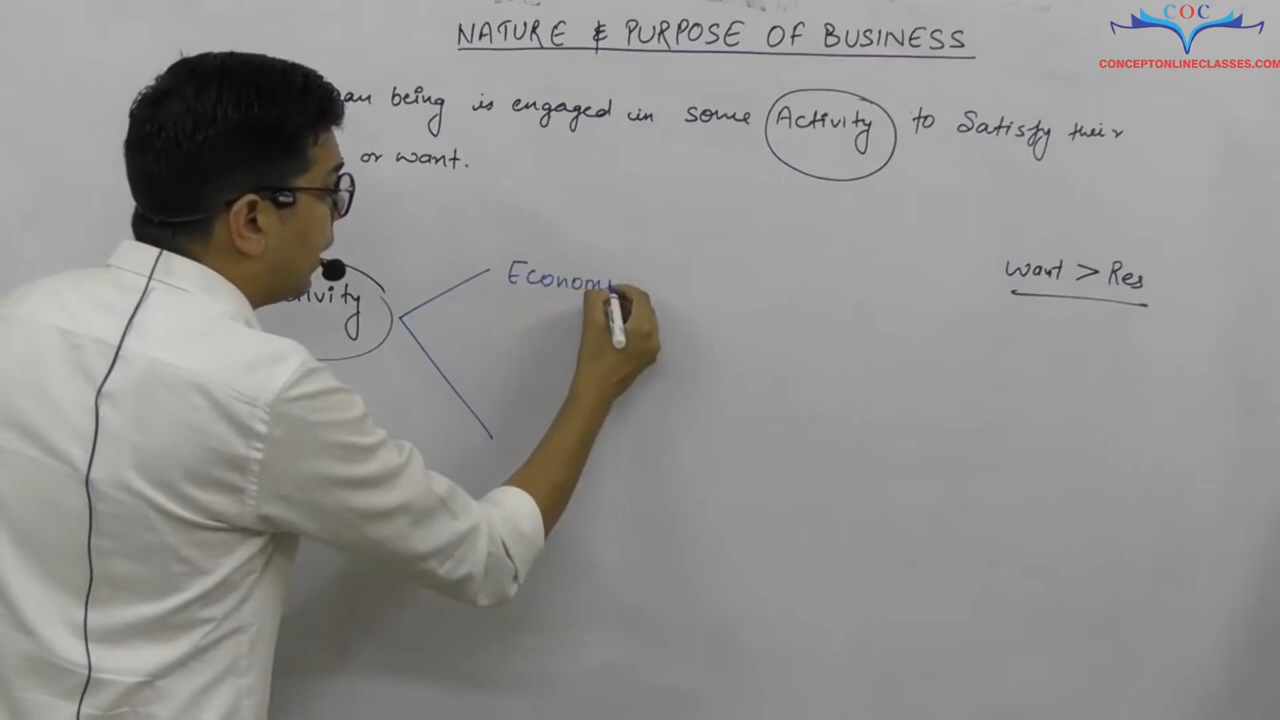 COC
CONCEPTONLINECLASSES.COM
NATURE & PURPOSE OF BUSINESS
being is engaged in some Activity to Satisfy their
or want.
Want > Res
Econom